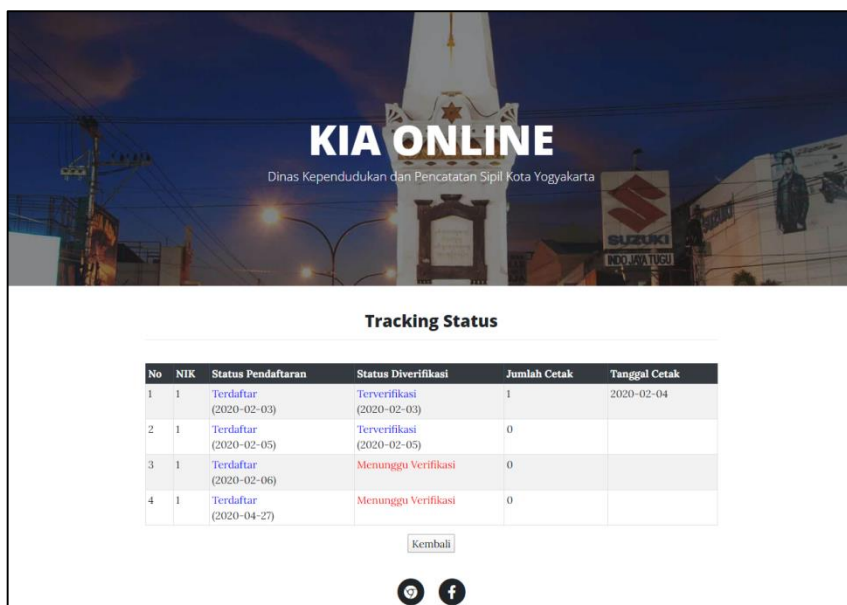 KIA ONLINE
Dinas Kependudukan dan Pencatatan Sipil Kota Yogyakarta
SUZUKI
INDO JAYA TUGU
Tracking Status
No NIK Status Pendaftaran Status Diverifikasi Jumlah Cetak Tanggal Cetak
1 1 Terdaftar Terverifikasi 1 2020-02-04
(2020-02-03) (2020-02-03)
2 1 Terdaftar Terverifikasi 0
(2020-02-05) (2020-02-05)
3 1 Terdaftar Menunggu Verifikasi 0
(2020-02-06)
4 1 Terdaftar Menunggu Verifikasi 0
(2020-04-27)
Kembali